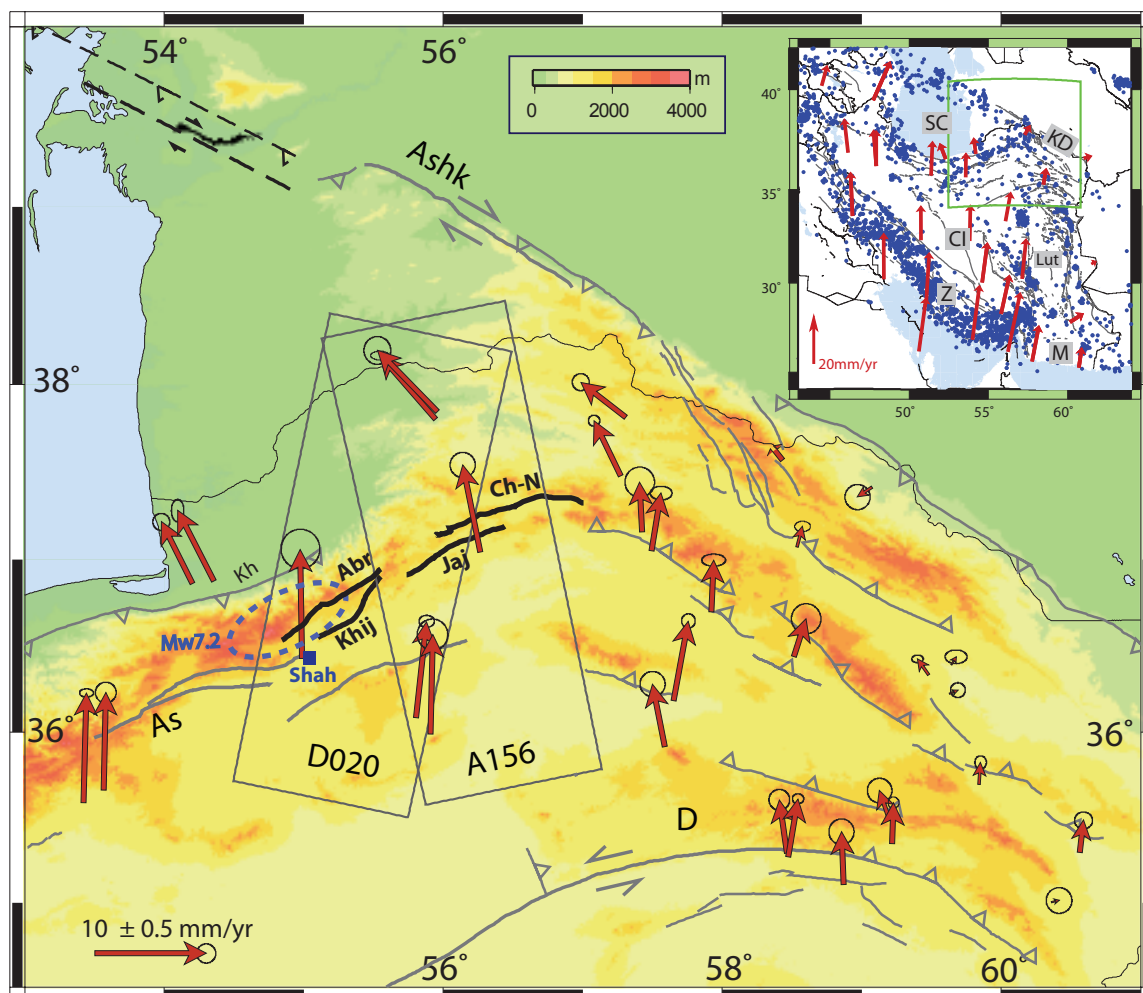 54°
56°
m
0
2000
4000
40°
35°
30°
50°
55°
60°
SC
KD
CI
Lut
Z
M
20mm/yr
Ashk
38°
Ch-N
Jaj
Abr
Kh
Khij
Mw7.2
Shah
36°
As
D020
A156
36°
D
10 ± 0.5 mm/yr
56°
58°
60°